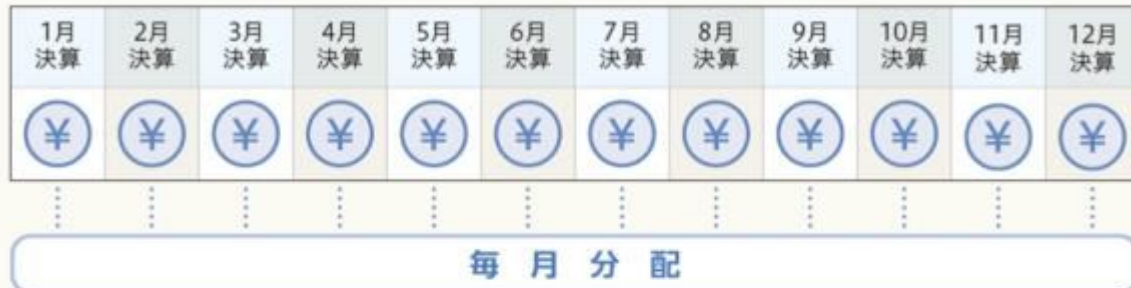 1月 2月 3月 4月 5月 6月 7月 8月 9月 10月 11月 12月
決算 決算 決算 決算 決算 決算 決算 決算 決算 決算 決算 決算
¥ ¥ ¥ ¥ ¥ ¥ ¥ ¥ ¥ ¥ ¥ ¥
毎月分配